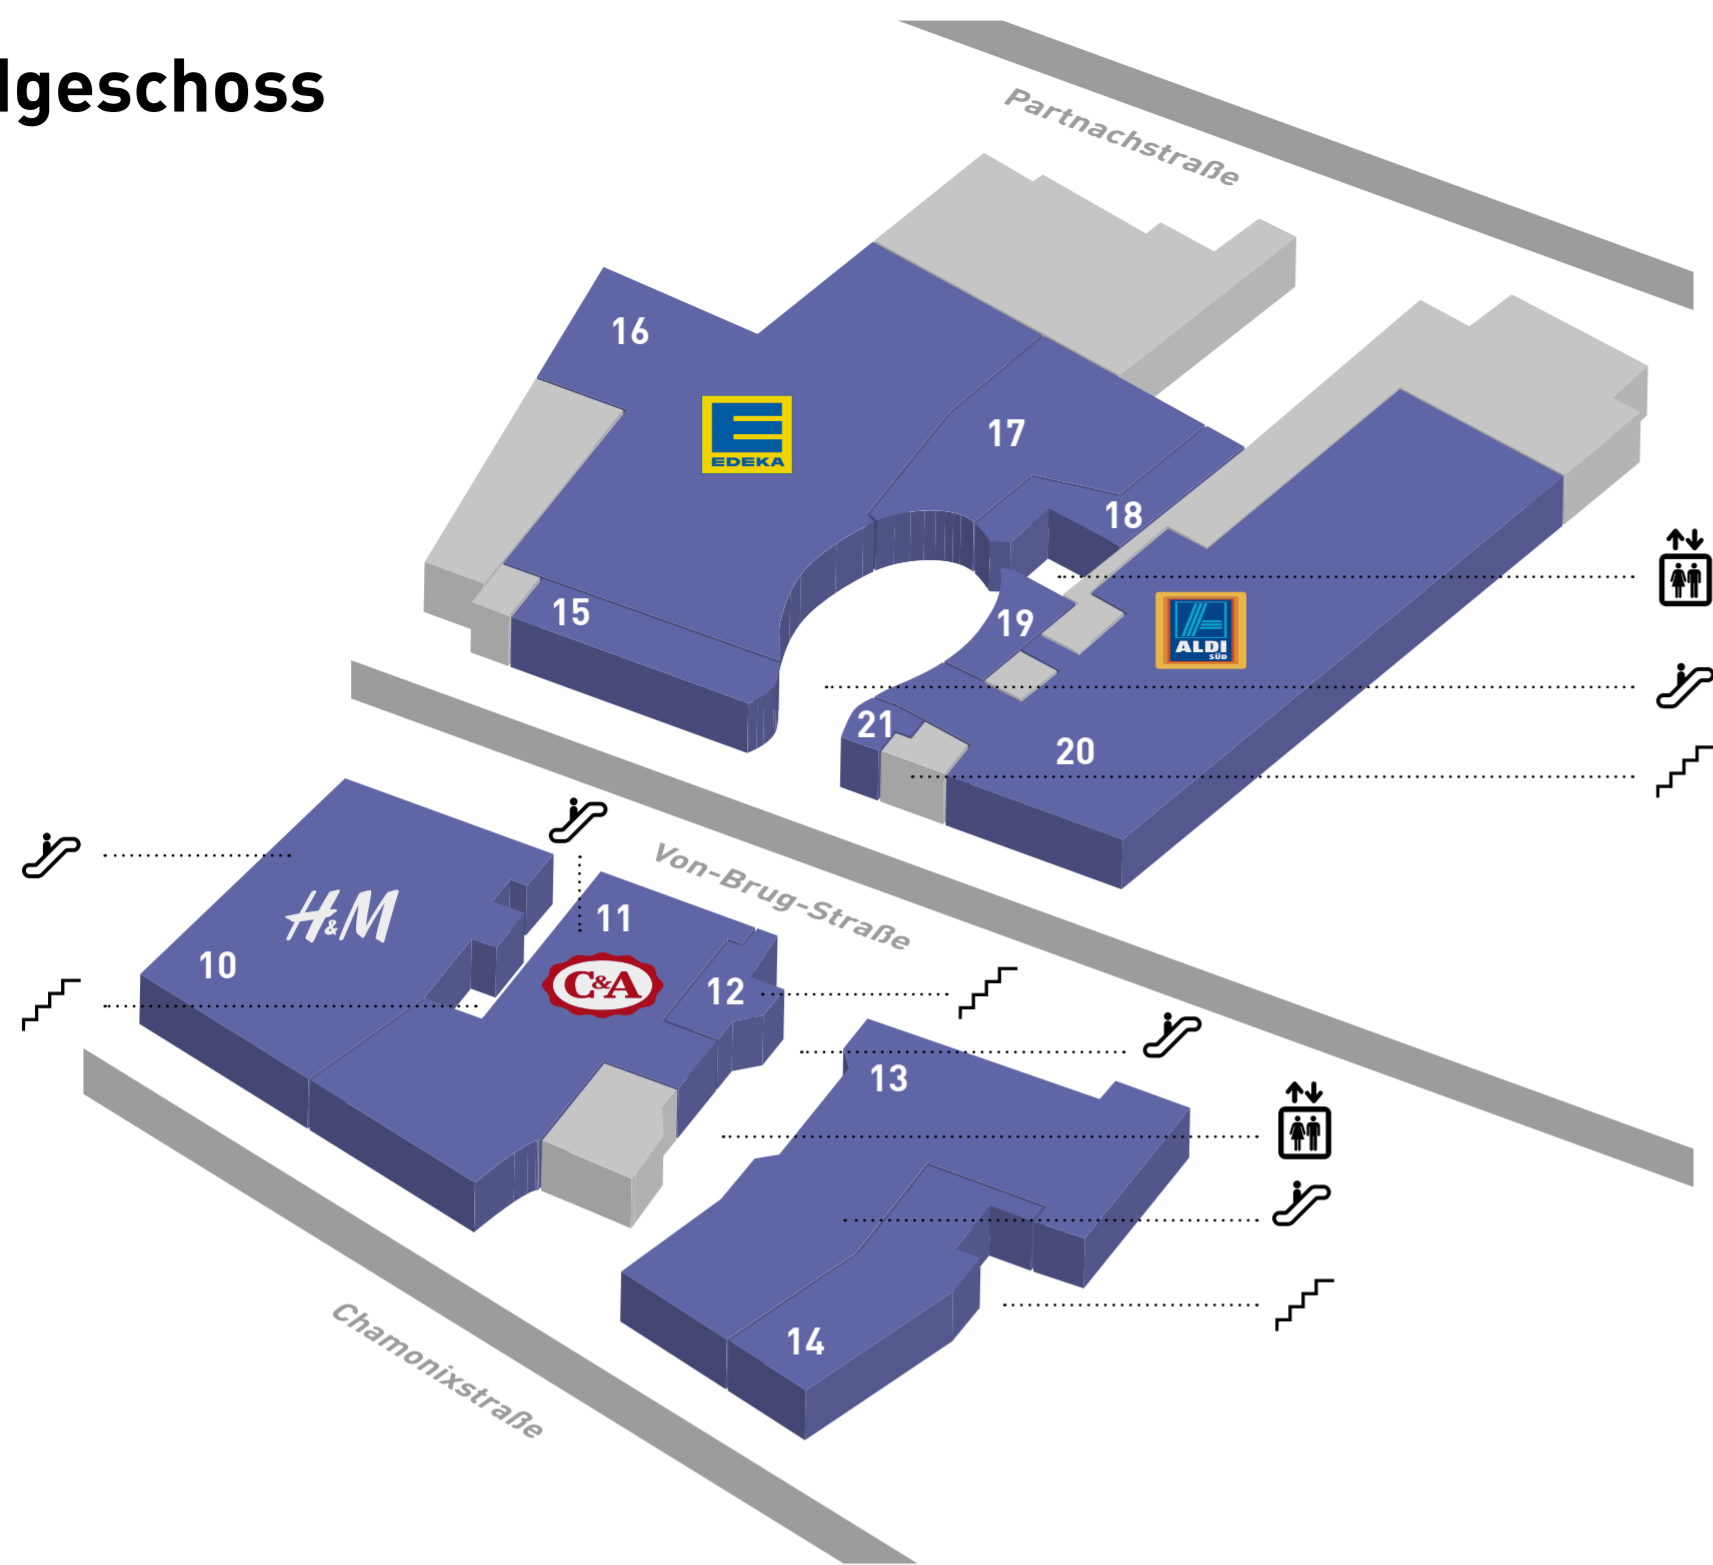 lgeschoss
Partnachstraße
16
EDEKA
17
18
15
19
ALDI
SÜD
21
20
Von-Brug-Straße
H&M
11
10
C&A
12
13
14
Chamonixstraße